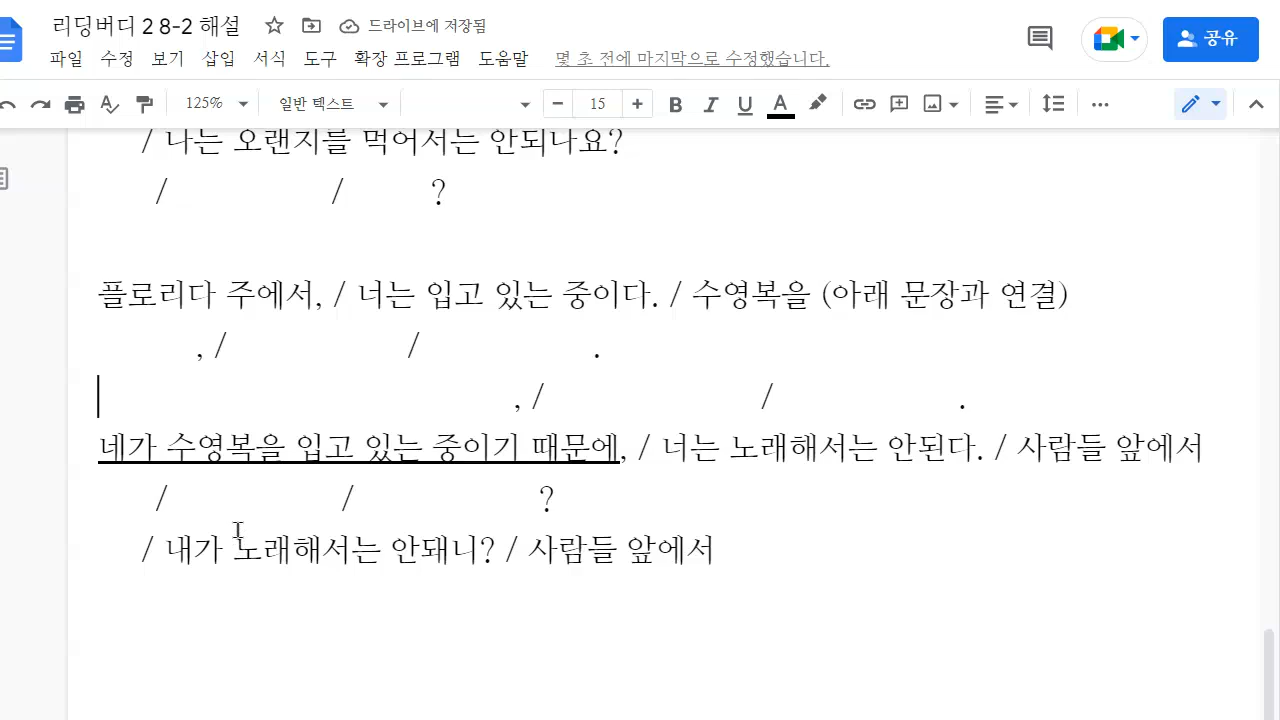 리딩버디 2 8-2 해설 드라이브에 저장됨
공유
파일 수정 보기 삽입 서식 도구 확장 프로그램 도움말 몇 초 전에 마지막으로 수정했습니다.
125% 일반 텍스트 − 15 + B I U A
/ 나는 오랜지를 먹어서는 안되나요?
/ / ?
플로리다 주에서, / 너는 입고 있는 중이다. / 수영복을 (아래 문장과 연결)
, / / .
, / / .
네가 수영복을 입고 있는 중이기 때문에, / 너는 노래해서는 안된다. / 사람들 앞에서
/ / ?
/ 내가 노래해서는 안돼니? / 사람들 앞에서